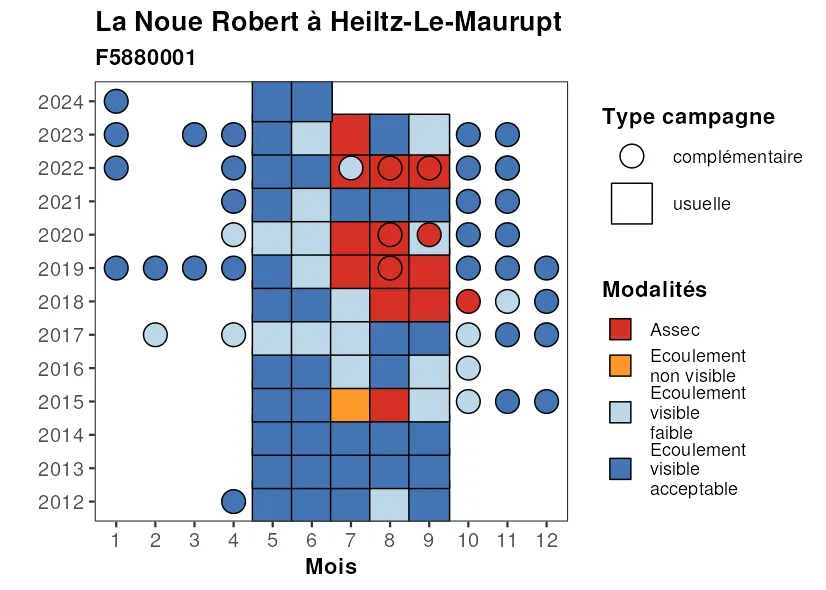 La Noue Robert à Heiltz-Le-Maurupt
F5880001
2024
2023
2022
2021
2020
2019
2018
2017
2016
2015
2014
2013
2012
1 2 3 4 5 6 7 8 9 10 11 12
Mois
Type campagne
complémentaire
usuelle
Modalités
Assec
Ecoulement
non visible
Ecoulement
visible
faible
Ecoulement
visible
acceptable